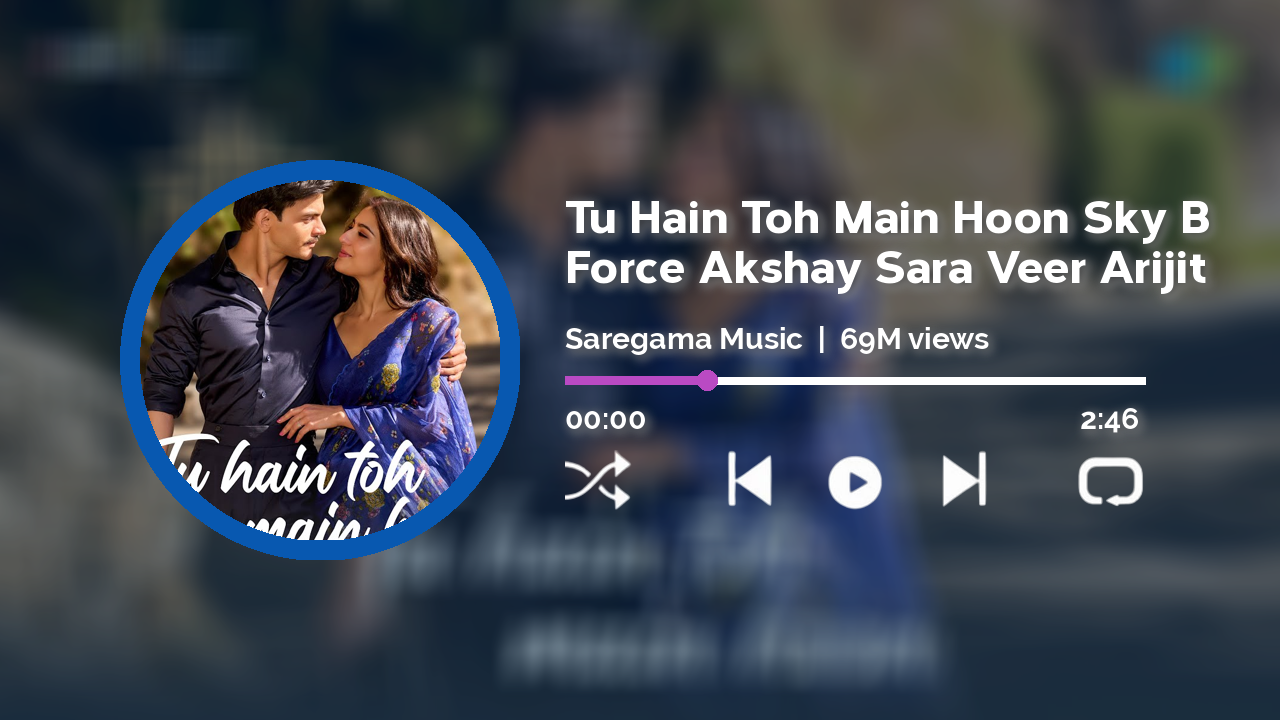 Tu hain toh
main h
Tu Hain Toh Main Hoon Sky B
Force Akshay Sara Veer Arijit
Saregama Music | 69M views
00:00
2:46